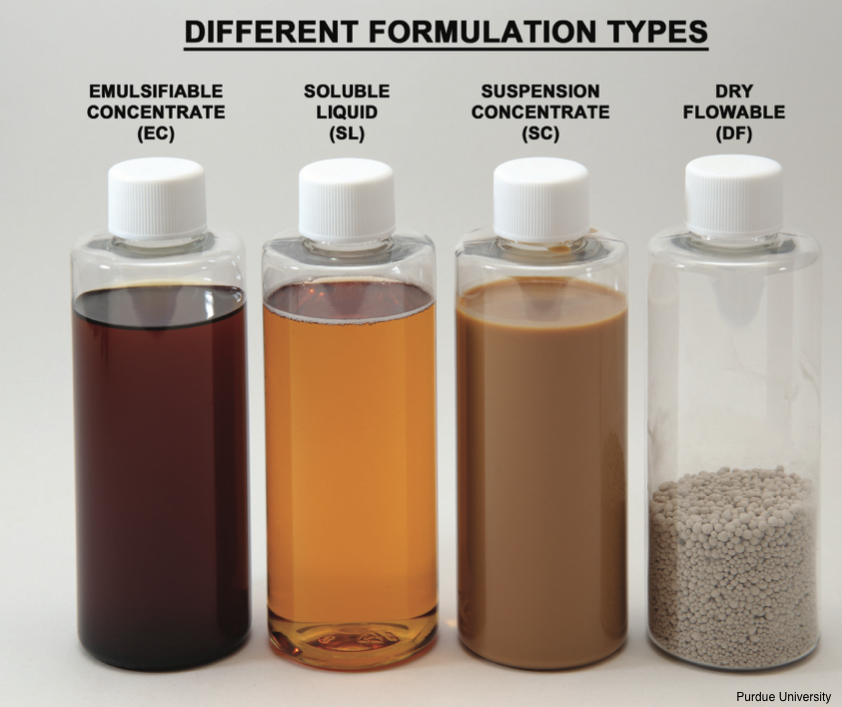 DIFFERENT FORMULATION TYPES
EMULSIFIABLE
CONCENTRATE
(EC)
SOLUBLE
LIQUID
(SL)
SUSPENSION
CONCENTRATE
(SC)
DRY
FLOWABLE
(DF)
Purdue University